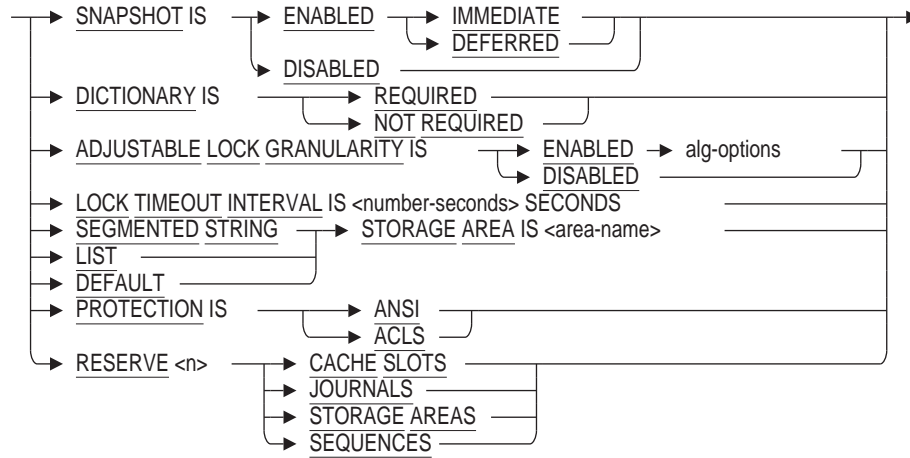 SNAPSHOT IS ENABLED IMMEDIATE
DEFERRED
DISABLED
DICTIONARY IS REQUIRED
NOT REQUIRED
ADJUSTABLE LOCK GRANULARITY IS ENABLED alg-options
DISABLED
LOCK TIMEOUT INTERVAL IS <number-seconds> SECONDS
SEGMENTED STRING STORAGE AREA IS <area-name>
LIST
DEFAULT
PROTECTION IS ANSI
ACLS
RESERVE <n> CACHE SLOTS
JOURNALS
STORAGE AREAS
SEQUENCES